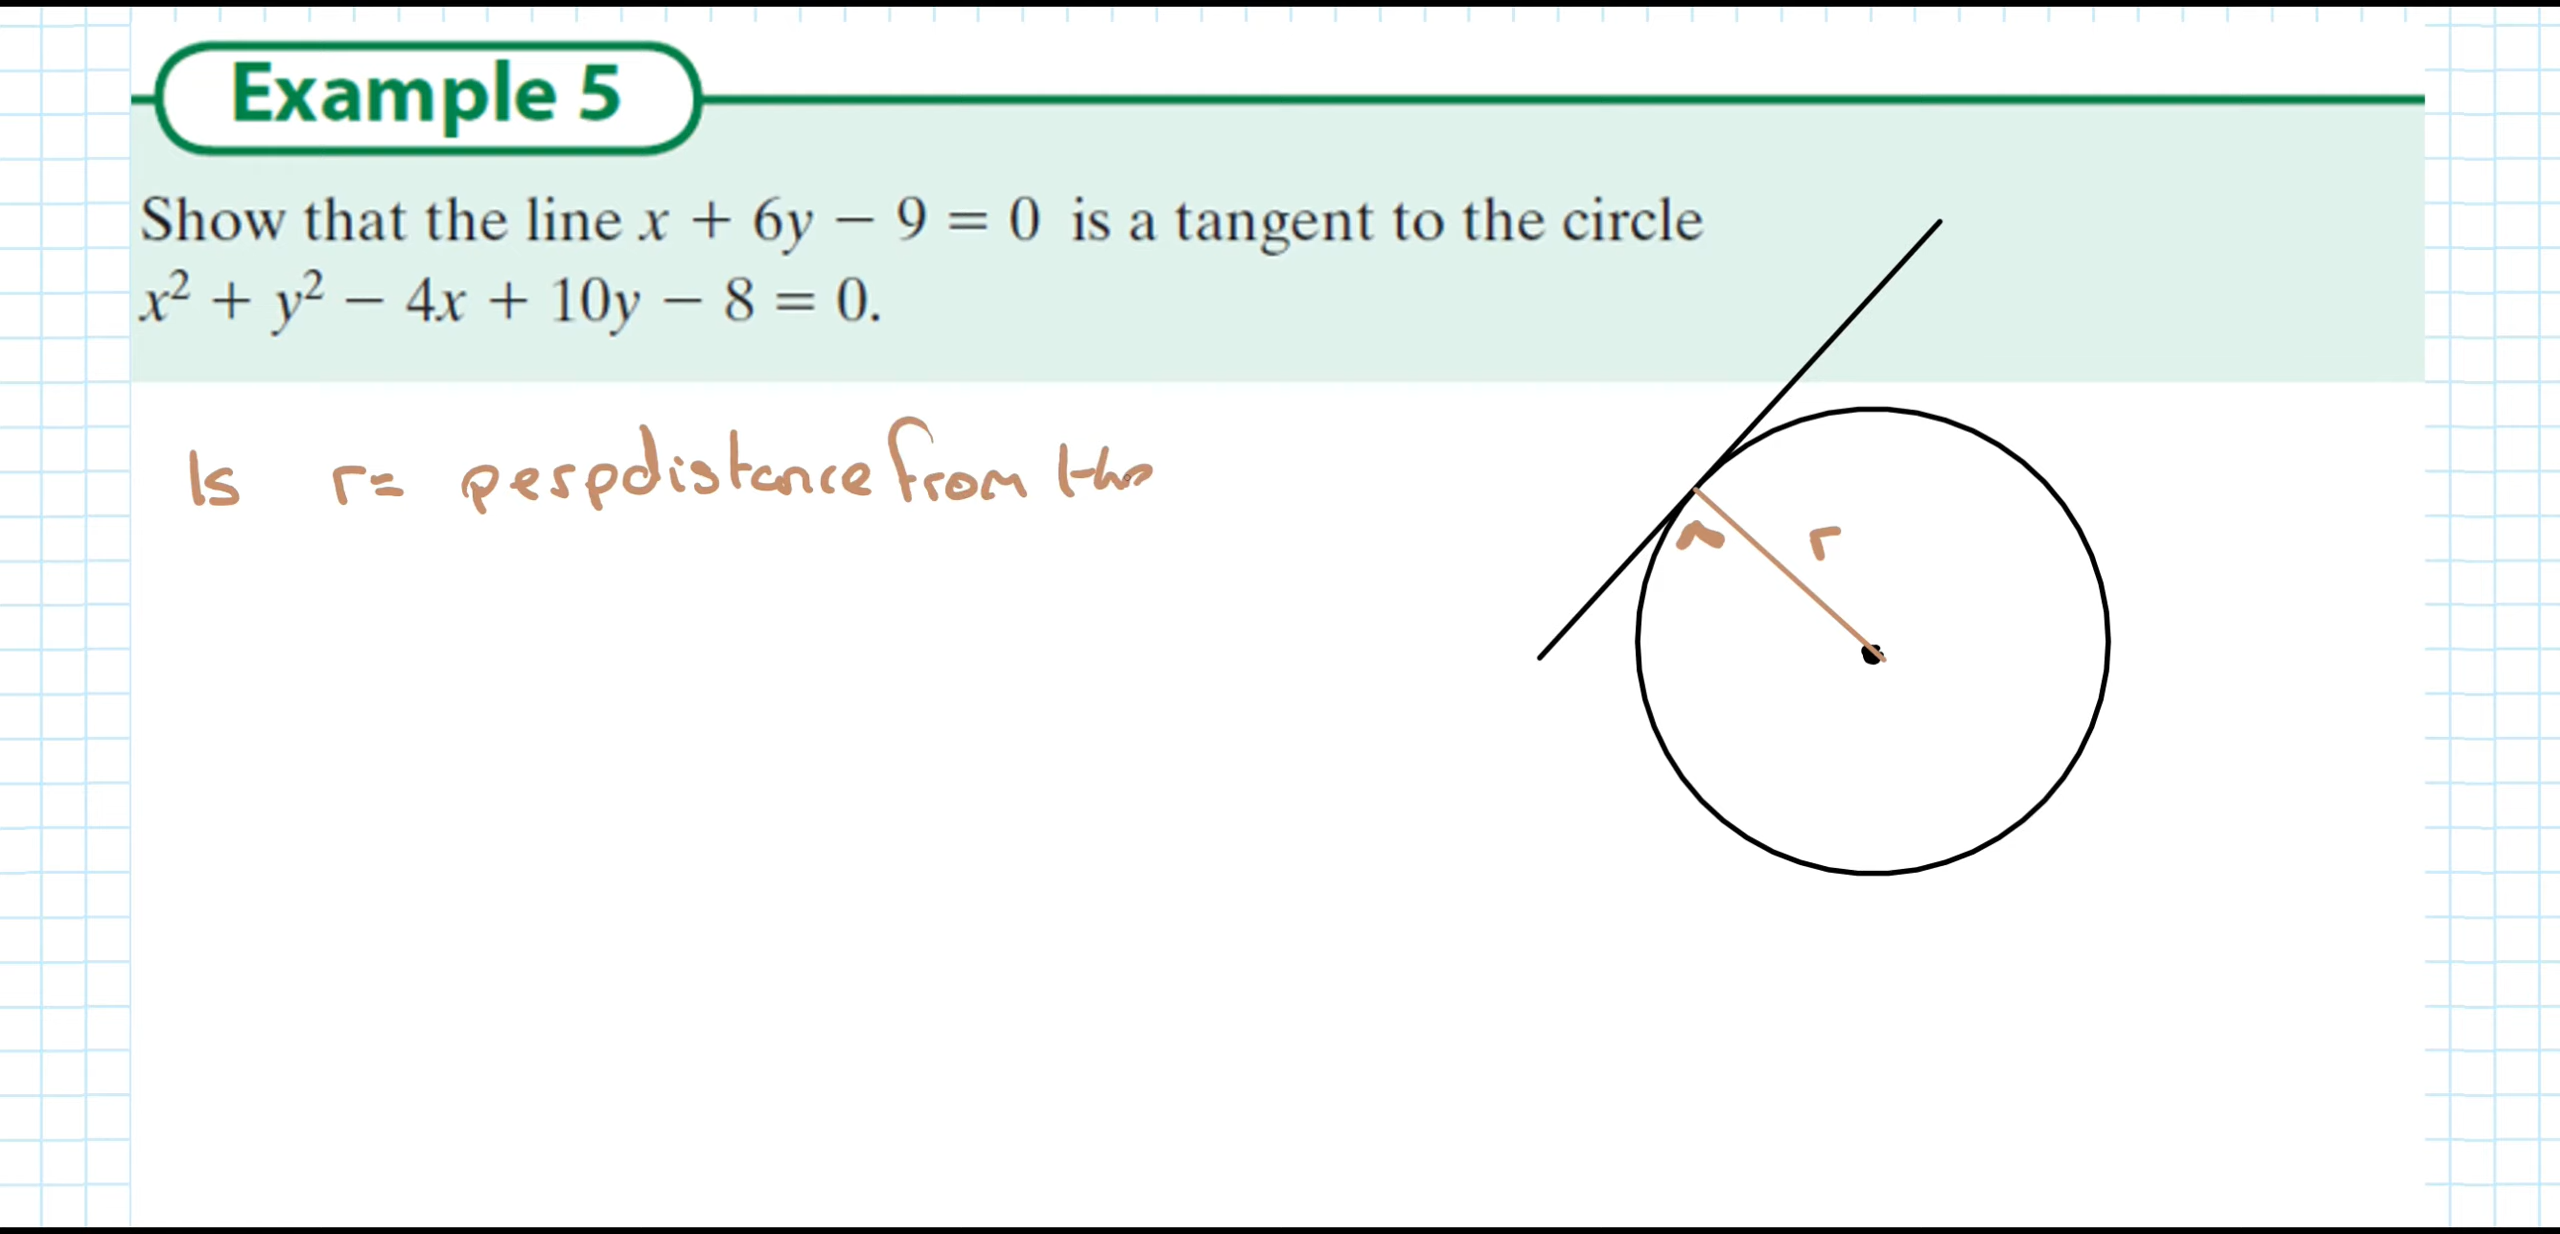 Example 5
Show that the line x + 6y − 9 = 0 is a tangent to the circle
x² + y² − 4x + 10y − 8 = 0.
Is r= perpdistance from the
r